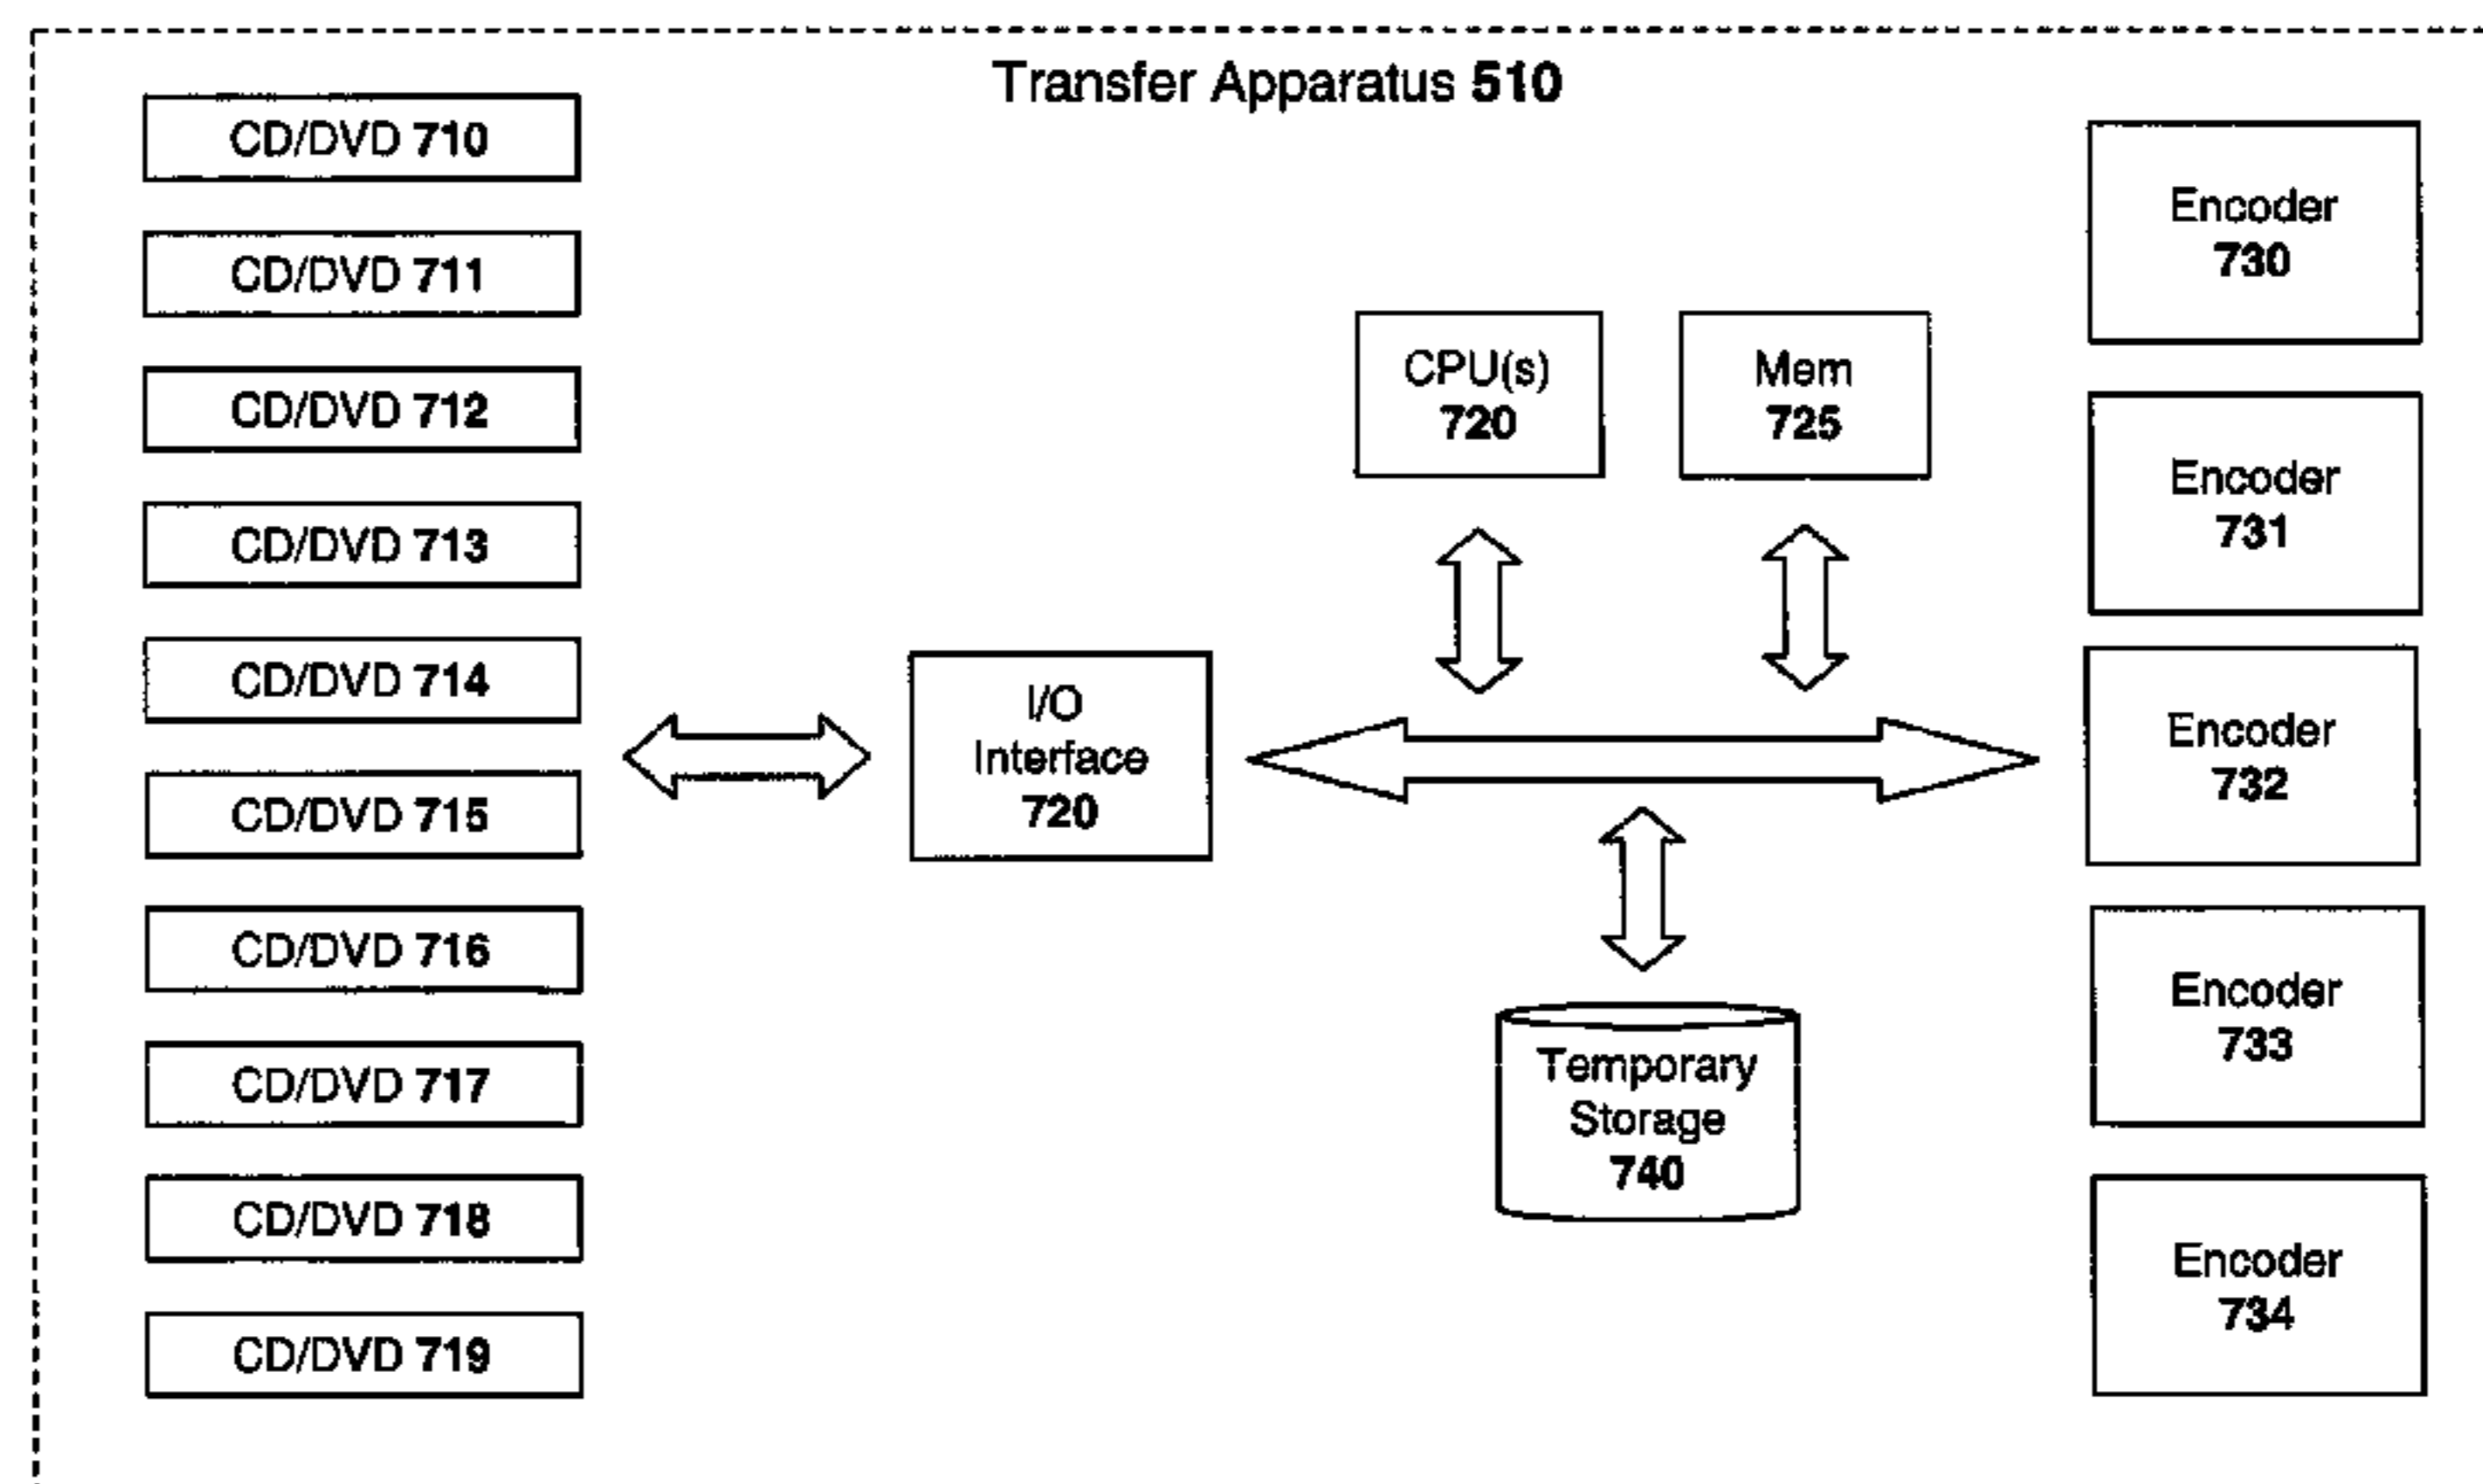 Transfer Apparatus 510
CD/DVD 710
CD/DVD 711
CD/DVD 712
CD/DVD 713
CD/DVD 714
CD/DVD 715
CD/DVD 716
CD/DVD 717
CD/DVD 718
CD/DVD 719
I/O
Interface
720
CPU(s)
720
Mem
725
Temporary
Storage
740
Encoder
730
Encoder
731
Encoder
732
Encoder
733
Encoder
734